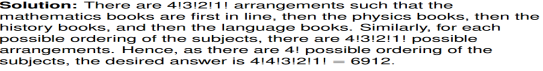 Solution: There are 4!3!2!1! arrangements such that the
mathematics books are first in line, then the physics books, then the
history books, and then the language books. Similarly, for each
possible ordering of the subjects, there are 4!3!2!1! possible
arrangements. Hence, as there are 4! possible ordering of the
subjects, the desired answer is 4!4!3!2!1! = 6912.